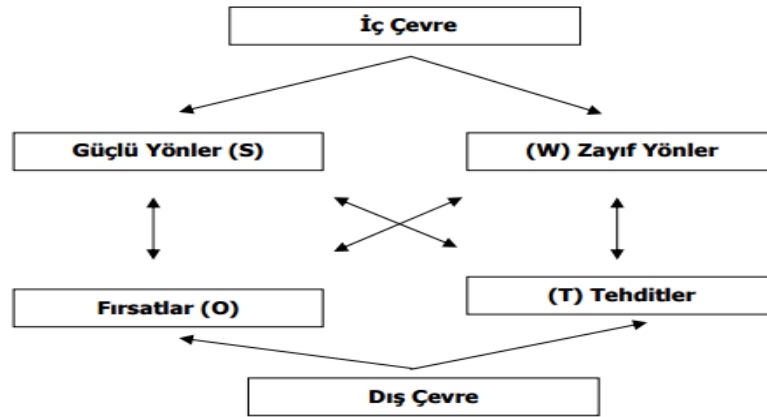 İç Çevre
Güçlü Yönler (S)
(W) Zayıf Yönler
Fırsatlar (O)
(T) Tehditler
Dış Çevre